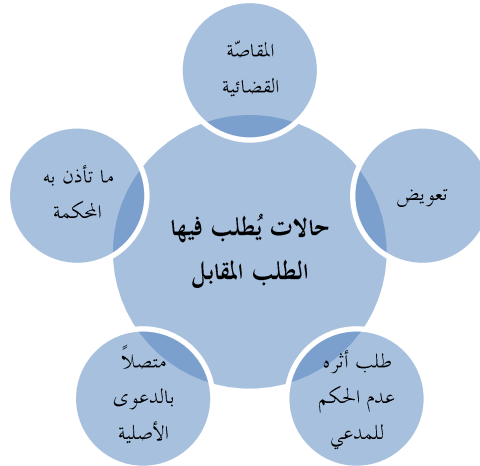 المقاصّة
القضائية
تعويض
طلب أثره
عدم الحكم
للمدعي
متصلاً
بالدعوى
الأصلية
ما تأذن به
المحكمة
حالات يُطلب فيها
الطلب المقابل